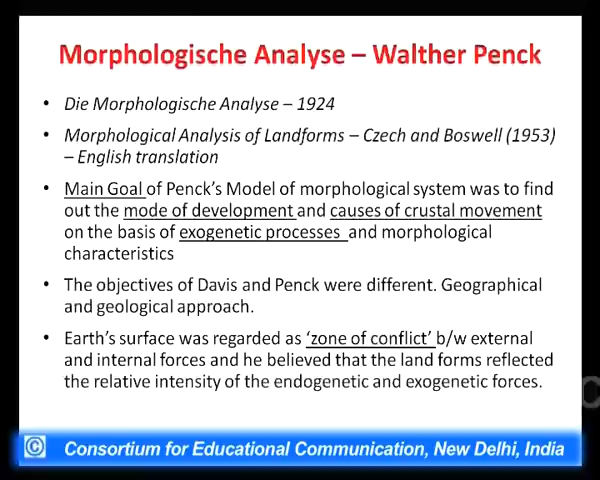 Morphologische Analyse – Walther Penck
• Die Morphologische Analyse – 1924
• Morphological Analysis of Landforms – Czech and Boswell (1953)
– English translation
• Main Goal of Penck's Model of morphological system was to find
out the mode of development and causes of crustal movement
on the basis of exogenetic processes and morphological
characteristics
• The objectives of Davis and Penck were different. Geographical
and geological approach.
• Earth's surface was regarded as 'zone of conflict' b/w external
and internal forces and he believed that the land forms reflected
the relative intensity of the endogenetic and exogenetic forces.
© Consortium for Educational Communication, New Delhi, India